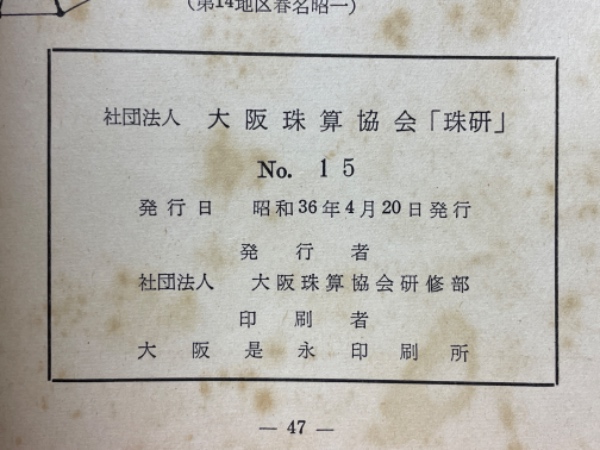 (第14地区春名昭一)
社団法人 大阪珠算協会「珠研」
No. 15
発行日 昭和36年4月20日発行
発行者
社団法人 大阪珠算協会研修部
印刷者
大阪是永印刷所
— 47 —